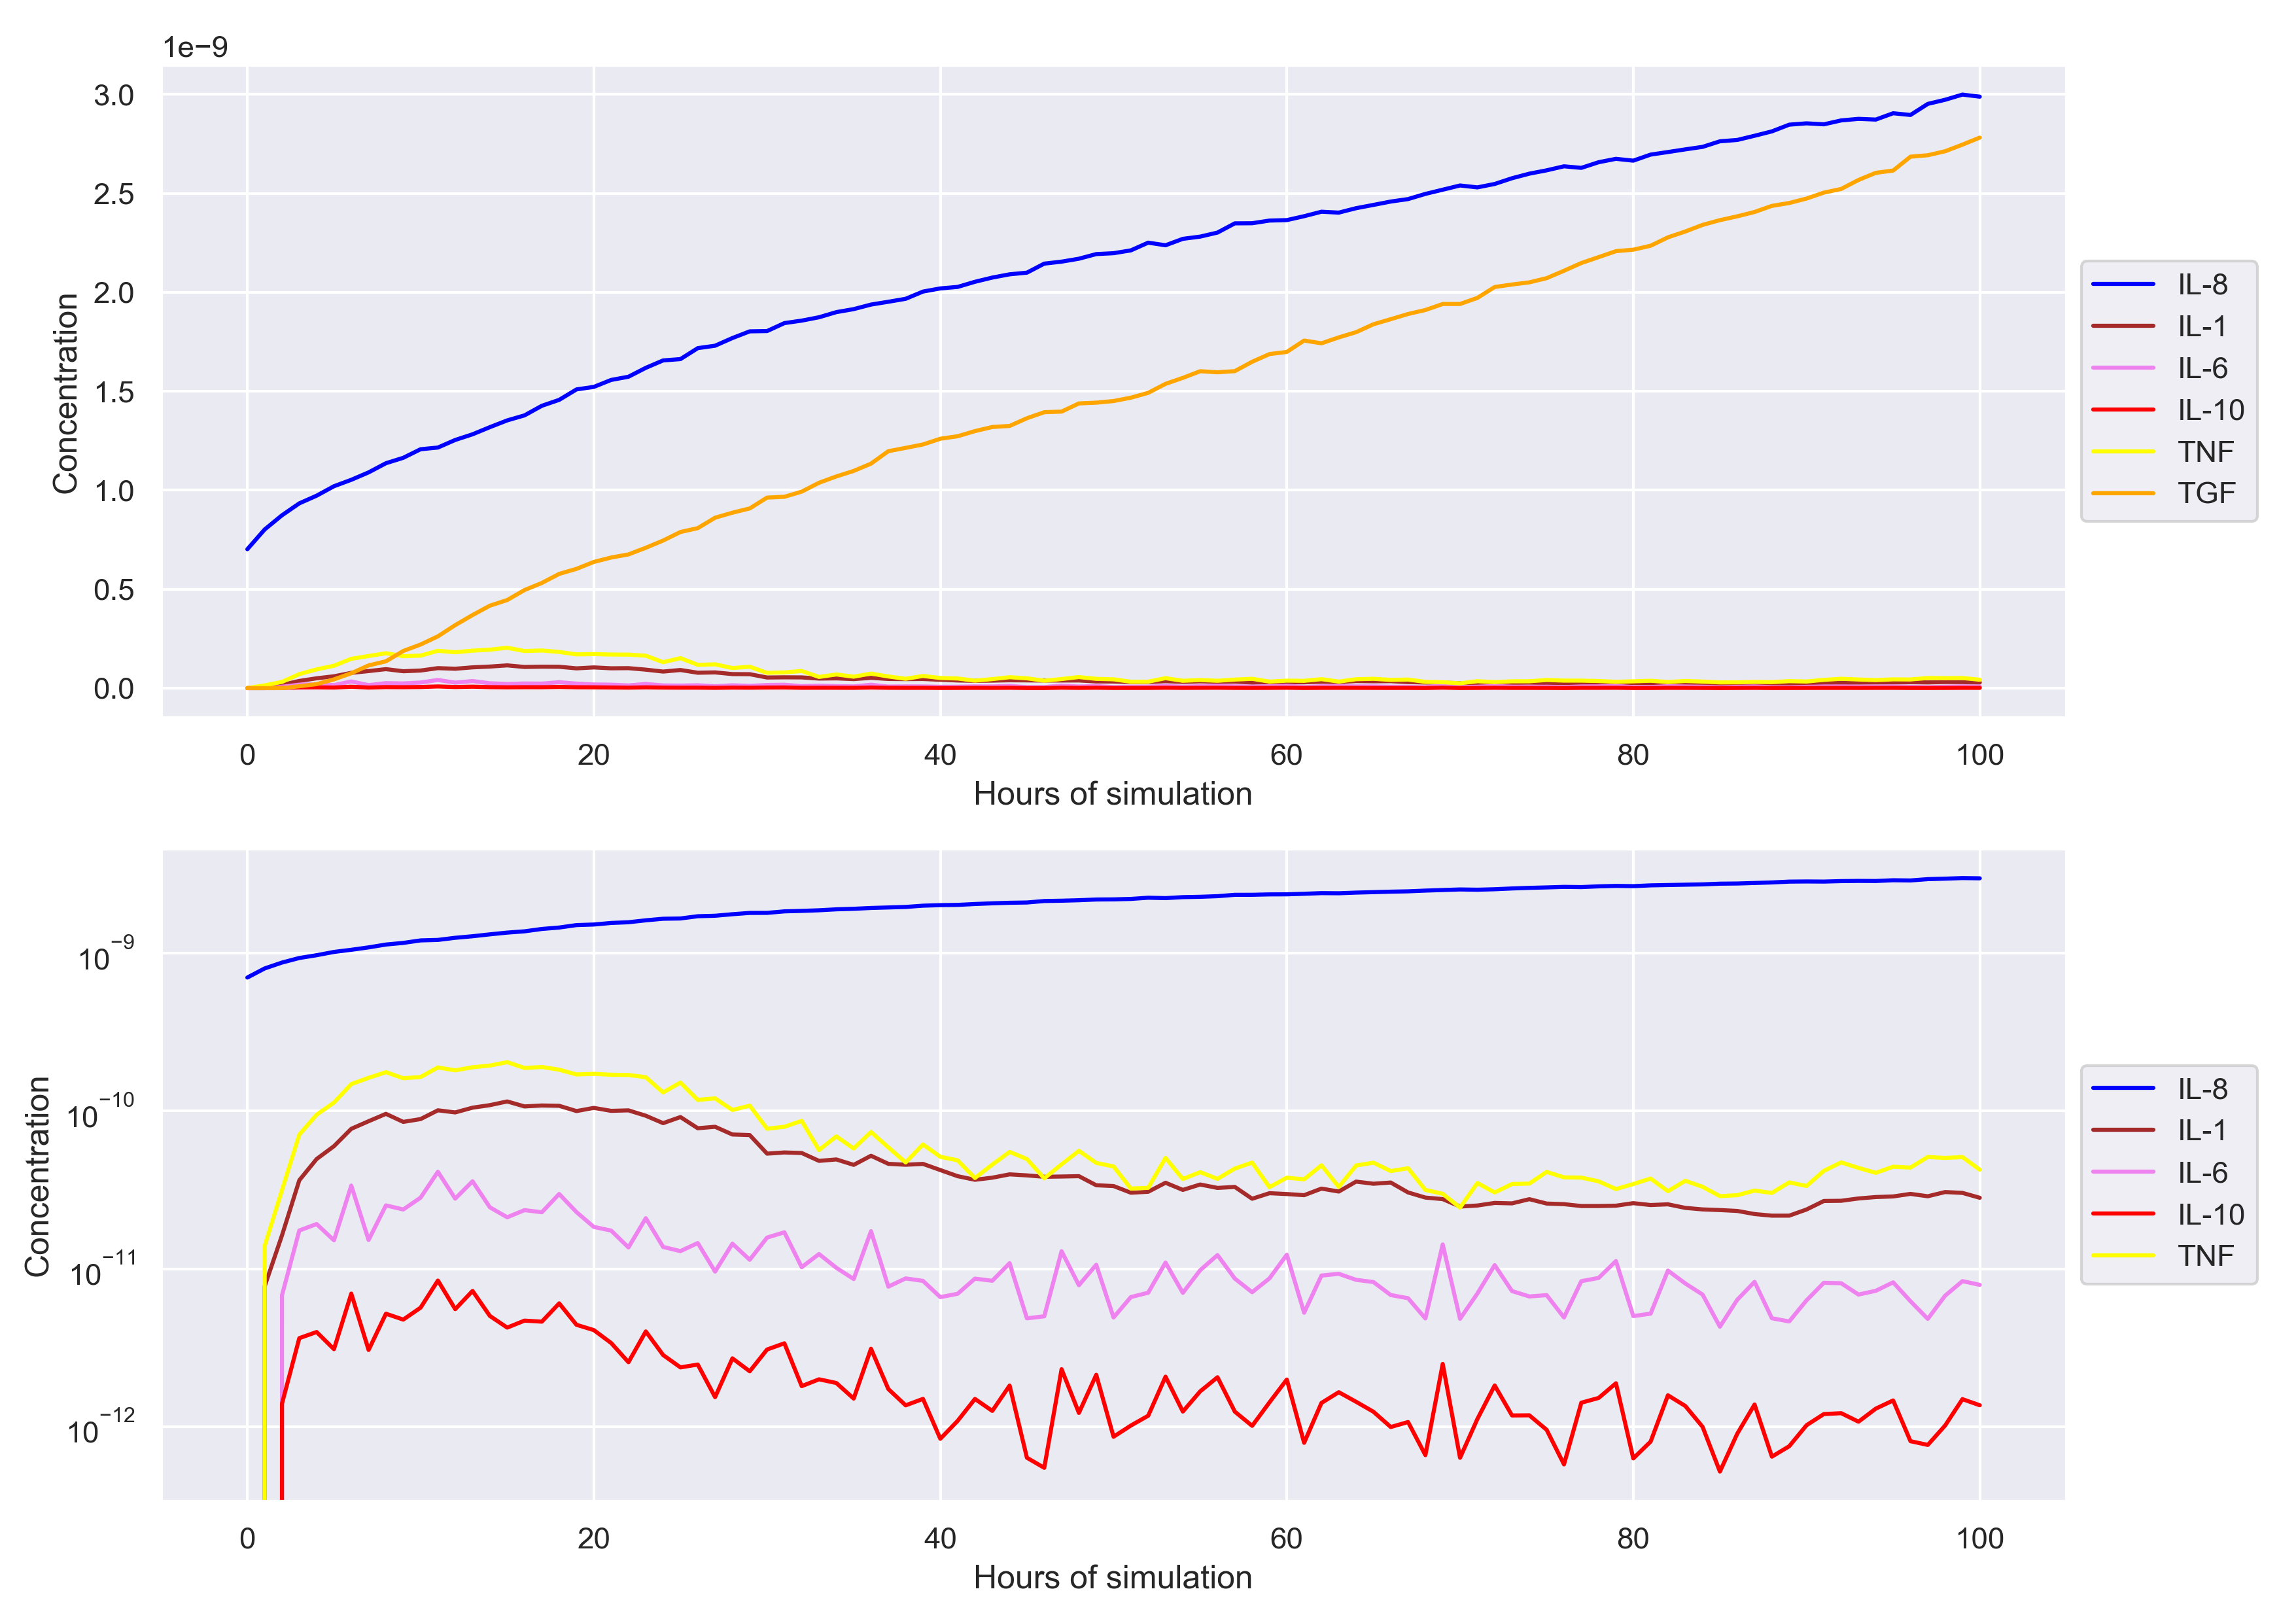 1e−9
3.0
2.5
2.0
1.5
1.0
0.5
0.0
Concentration
0 20 40 60 80 100
Hours of simulation
IL-8
IL-1
IL-6
IL-10
TNF
TGF
10⁻⁹
10⁻¹⁰
10⁻¹¹
10⁻¹²
Concentration
0 20 40 60 80 100
Hours of simulation
IL-8
IL-1
IL-6
IL-10
TNF